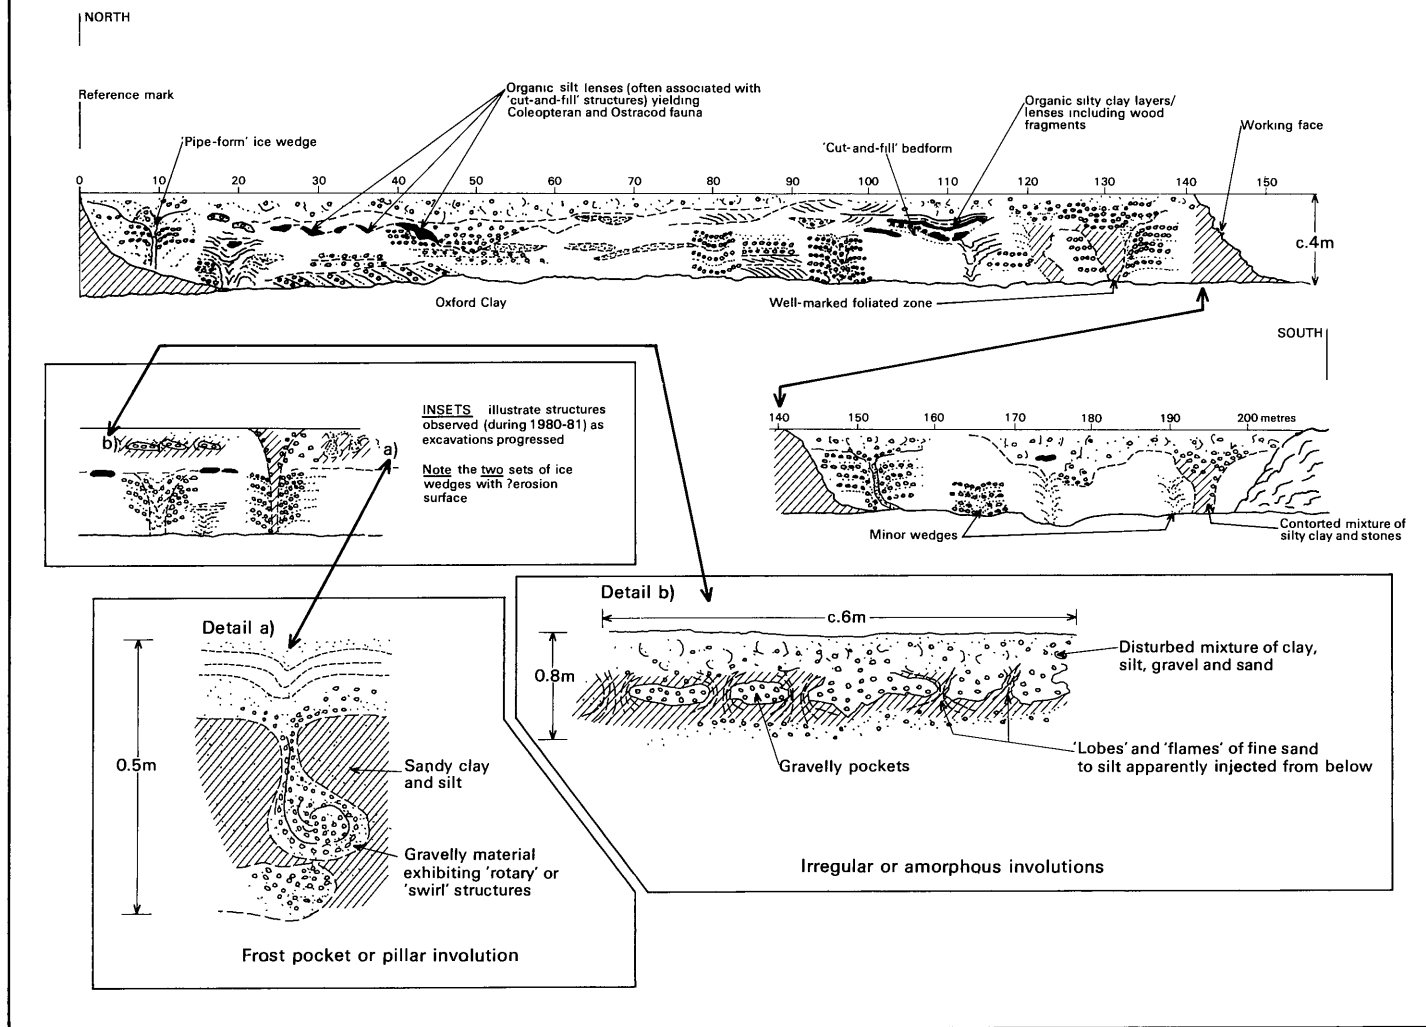 NORTH
Reference mark
'Pipe-form' ice wedge
Organic silt lenses (often associated with
'cut-and-fill' structures) yielding
Coleopteran and Ostracod fauna
'Cut-and-fill' bedform
Organic silty clay layers/
lenses including wood
fragments
Working face
0 10 20 30 40 50 60 70 80 90 100 110 120 130 140 150
c.4m
Oxford Clay
Well-marked foliated zone
SOUTH
b)
a)
INSETS illustrate structures
observed (during 1980-81) as
excavations progressed
Note the two sets of ice
wedges with ?erosion
surface
140 150 160 170 180 190 200 metres
Minor wedges
Contorted mixture of
silty clay and stones
Detail a)
0.5m
Sandy clay
and silt
Gravelly material
exhibiting 'rotary' or
'swirl' structures
Frost pocket or pillar involution
Detail b)
c.6m
0.8m
Disturbed mixture of clay,
silt, gravel and sand
Gravelly pockets
'Lobes' and 'flames' of fine sand
to silt apparently injected from below
Irregular or amorphous involutions